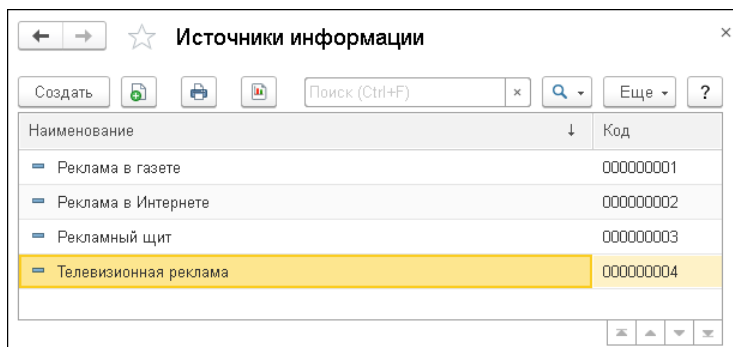 Источники информации
Создать Поиск (Ctrl+F) × Еще ?
Наименование ↓ Код
Реклама в газете 000000001
Реклама в Интернете 000000002
Рекламный щит 000000003
Телевизионная реклама 000000004